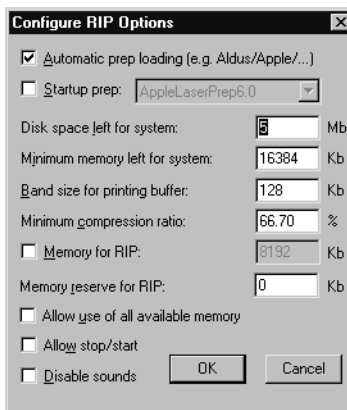 Configure RIP Options
Automatic prep loading (e.g. Aldus/Apple/...)
Startup prep: AppleLaserPrep6.0
Disk space left for system: 5 Mb
Minimum memory left for system: 16384 Kb
Band size for printing buffer: 128 Kb
Minimum compression ratio: 66.70 %
Memory for RIP: 8192 Kb
Memory reserve for RIP: 0 Kb
Allow use of all available memory
Allow stop/start
Disable sounds
OK Cancel